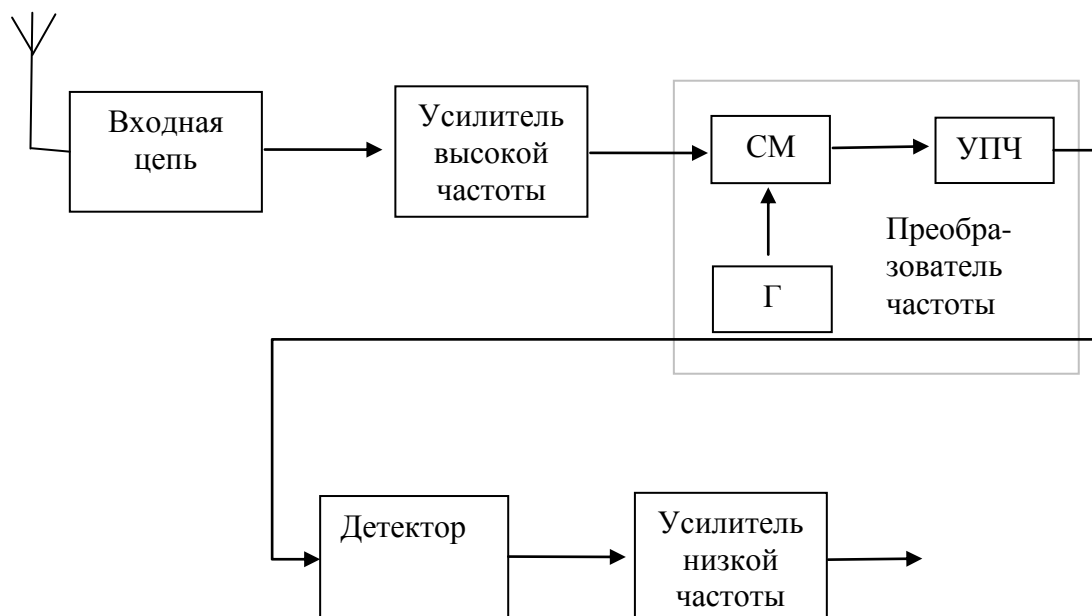 Входная
цепь
Усилитель
высокой
частоты
СМ
УПЧ
Г
Преобра-
зователь
частоты
Детектор
Усилитель
низкой
частоты